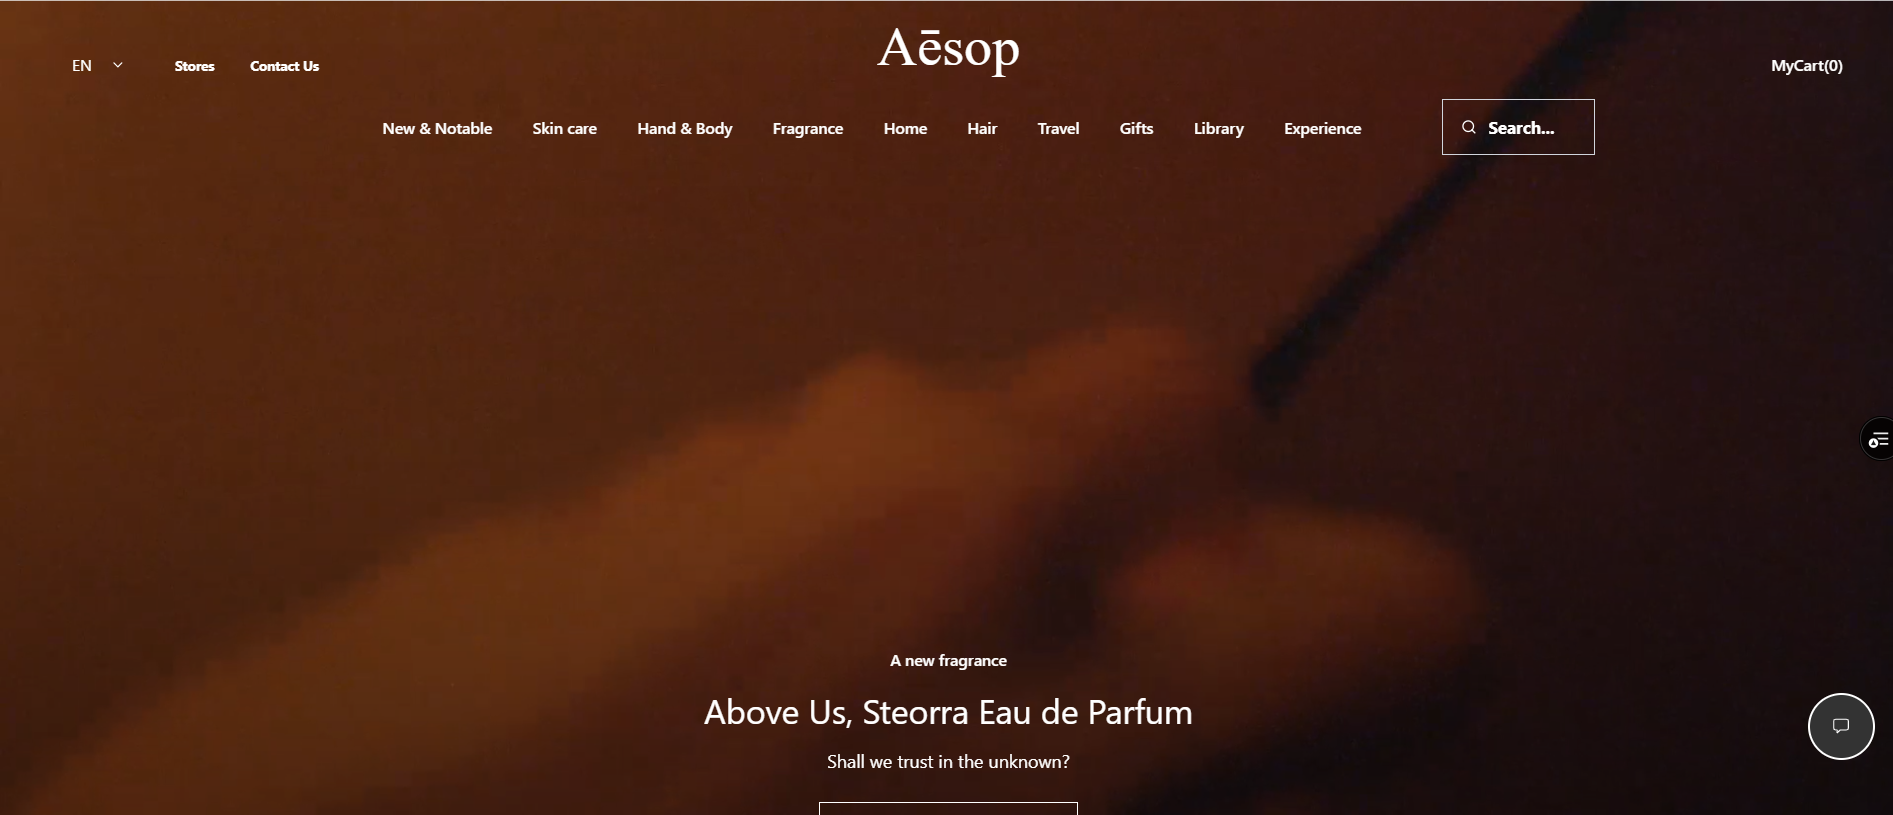 EN
Stores
Contact Us
Aēsop
MyCart(0)
New & Notable
Skin care
Hand & Body
Fragrance
Home
Hair
Travel
Gifts
Library
Experience
Search...
A new fragrance
Above Us, Steorra Eau de Parfum
Shall we trust in the unknown?